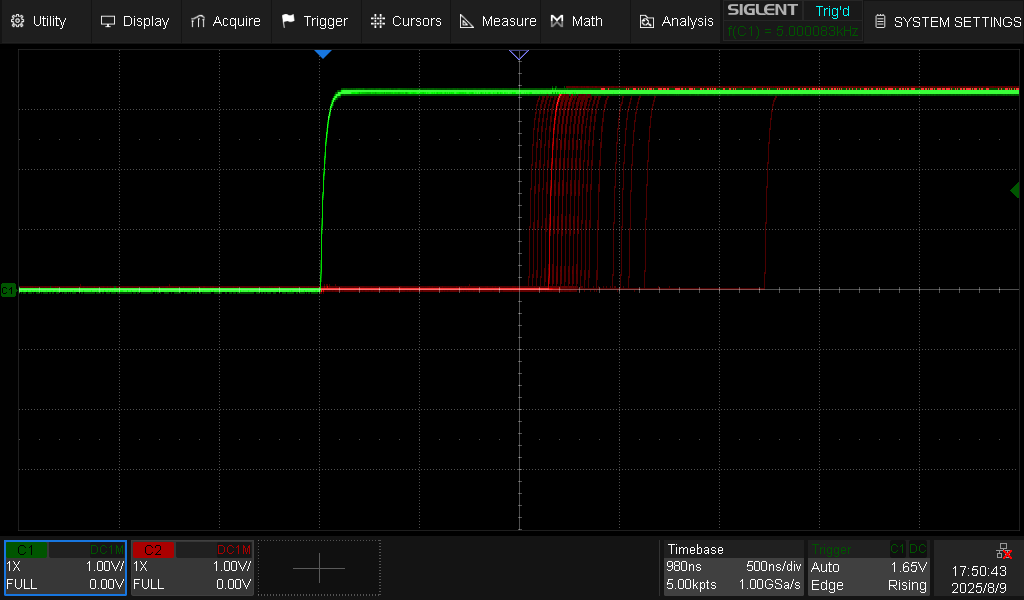 Utility Display Acquire Trigger Cursors Measure Math Analysis SIGLENT Trig'd SYSTEM SETTINGS
f(C1) = 5.000083kHz
C1
C1 DC1M C2 DC1M Timebase Trigger C1 DC
1X 1.00V/ 1X 1.00V/ 980ns 500ns/div Auto 1.65V 17:50:43
FULL 0.00V FULL 0.00V 5.00kpts 1.00GSa/s Edge Rising 2025/8/9